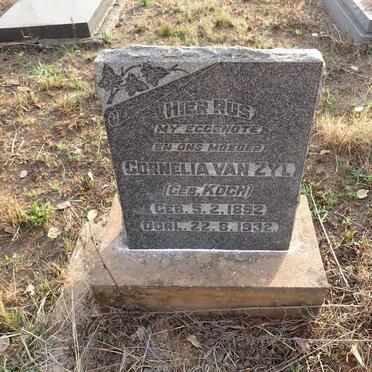 HIER RUS
MY EGGENOTE
EN ONS MOEDER
CORNELIA VAN ZYL
(GEB. KOCH)
GEB. 5.2.1892
OORL. 22.8.1932